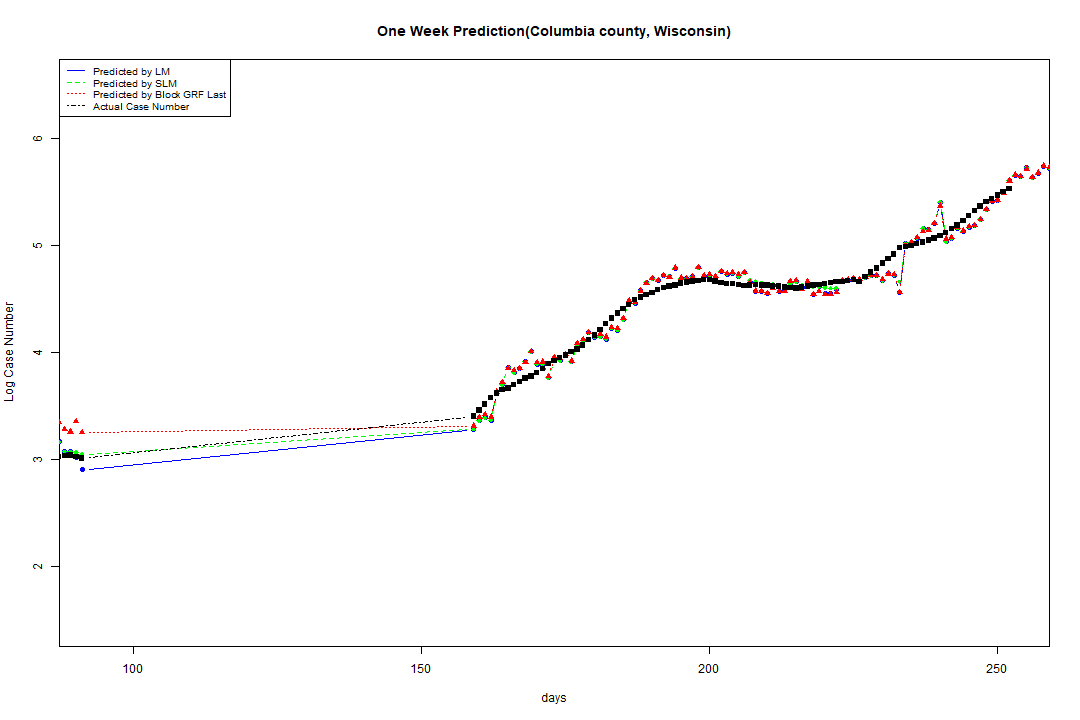 One Week Prediction(Columbia county, Wisconsin)
Predicted by LM
Predicted by SLM
Predicted by Block GRF Last
Actual Case Number
6
5
4
3
2
Log Case Number
100 150 200 250
days